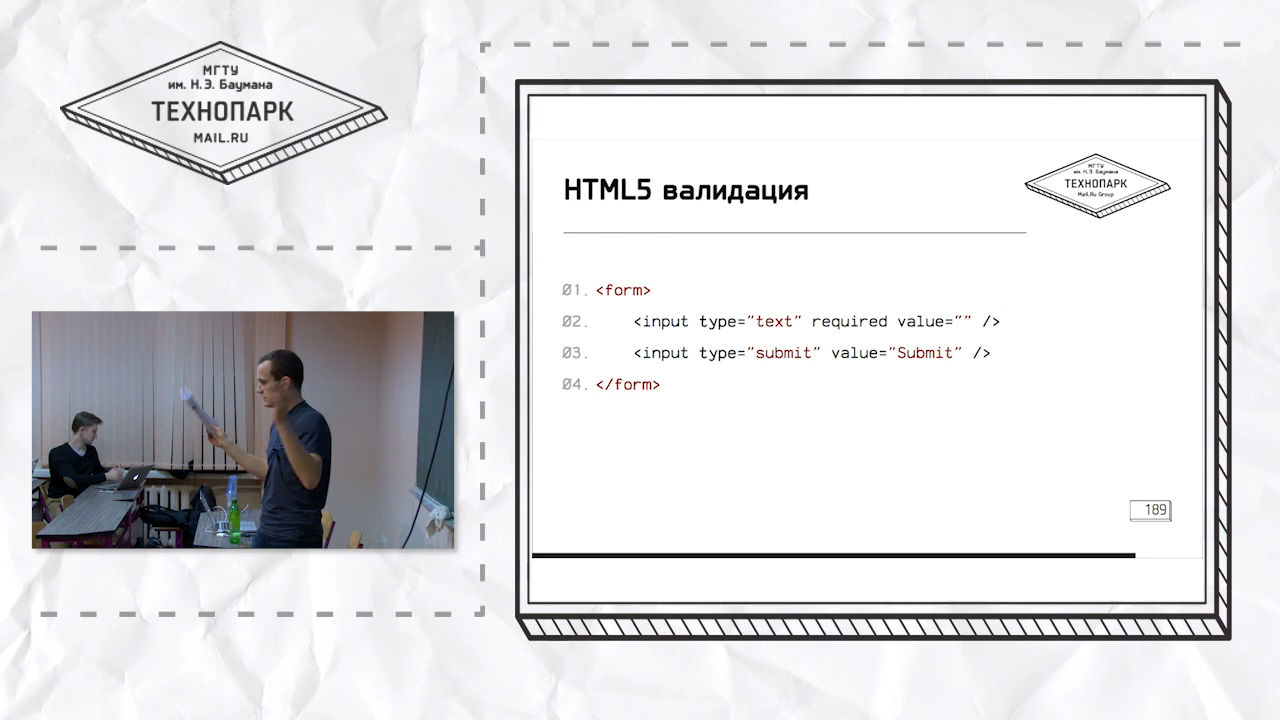 МГТУ
им. Н.Э. Баумана
ТЕХНОПАРК
MAIL.RU
HTML5 валидация
МГТУ
им. Н.Э. Баумана
ТЕХНОПАРК
Mail.Ru Group
01. <form>
02. <input type="text" required value="" />
03. <input type="submit" value="Submit" />
04. </form>
189